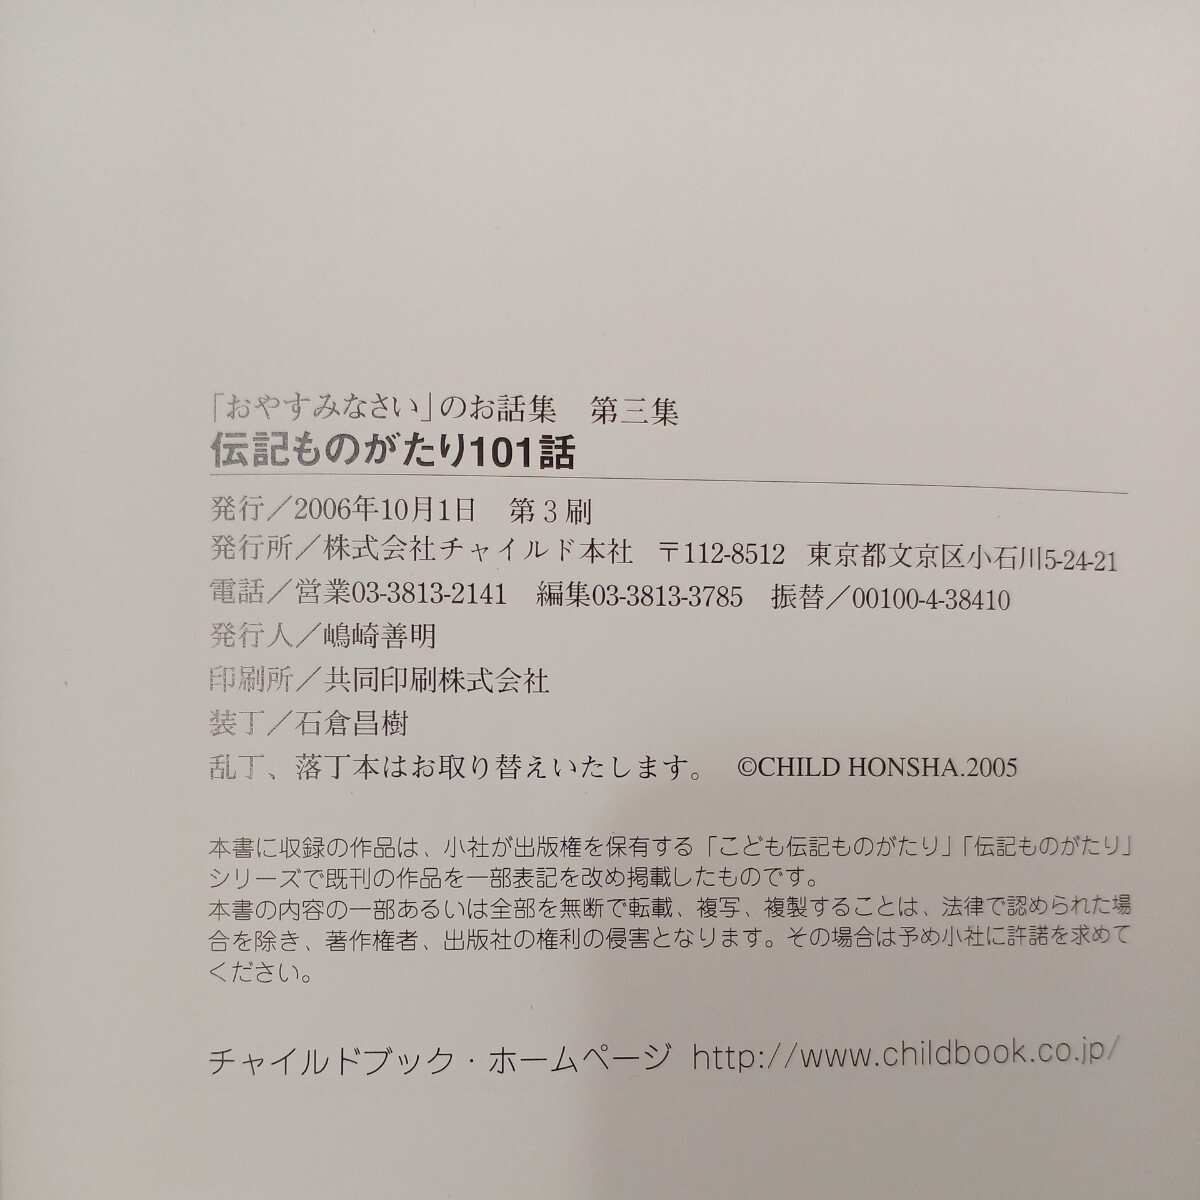 「おやすみなさい」のお話集　第三集
伝記ものがたり101話
発行／2006年10月1日　第3刷
発行所／株式会社チャイルド本社　〒112-8512　東京都文京区小石川5-24-21
電話／営業03-3813-2141　編集03-3813-3785　振替／00100-4-38410
発行人／嶋崎善明
印刷所／共同印刷株式会社
装丁／石倉昌樹
乱丁、落丁本はお取り替えいたします。　©CHILD HONSHA.2005
本書に収録の作品は、小社が出版権を保有する「こども伝記ものがたり」「伝記ものがたり」
シリーズで既刊の作品を一部表記を改め掲載したものです。
本書の内容の一部あるいは全部を無断で転載、複写、複製することは、法律で認められた場
合を除き、著作権者、出版社の権利の侵害となります。その場合は予め小社に許諾を求めて
ください。
チャイルドブック・ホームページ　http://www.childbook.co.jp/